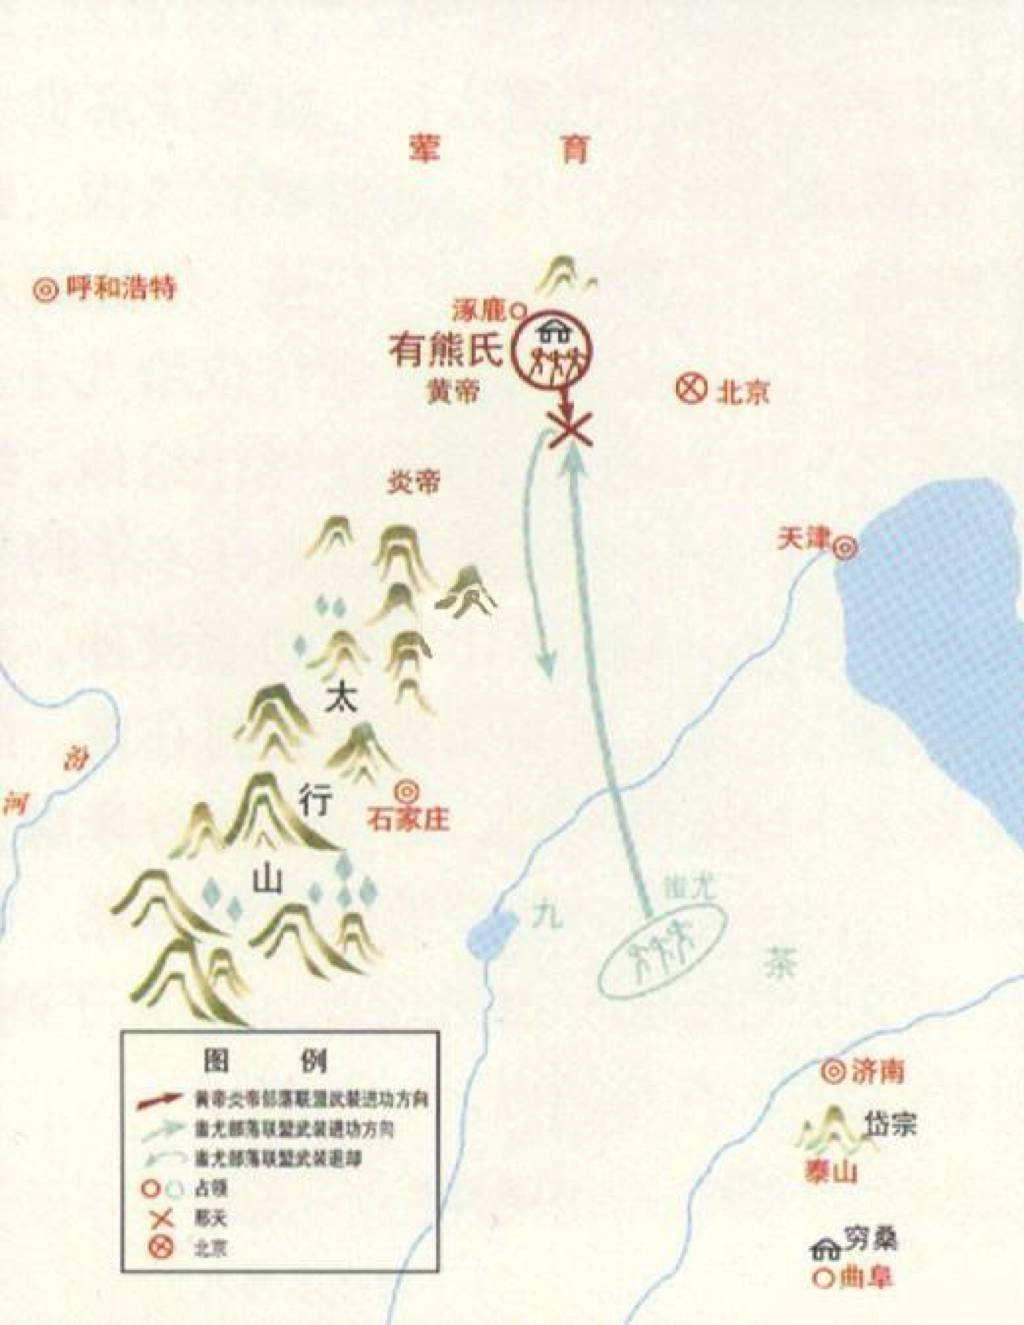 荤 育
呼和浩特
涿鹿
有熊氏
黄帝
北京
炎帝
天津
太
行
山
汾
河
石家庄
蚩尤
九
茶
济南
岱宗
泰山
穷桑
曲阜
图 例
黄帝炎帝部落联盟武装进功方向
蚩尤部落联盟武装进功方向
蚩尤部落联盟武装退却
占领
北京